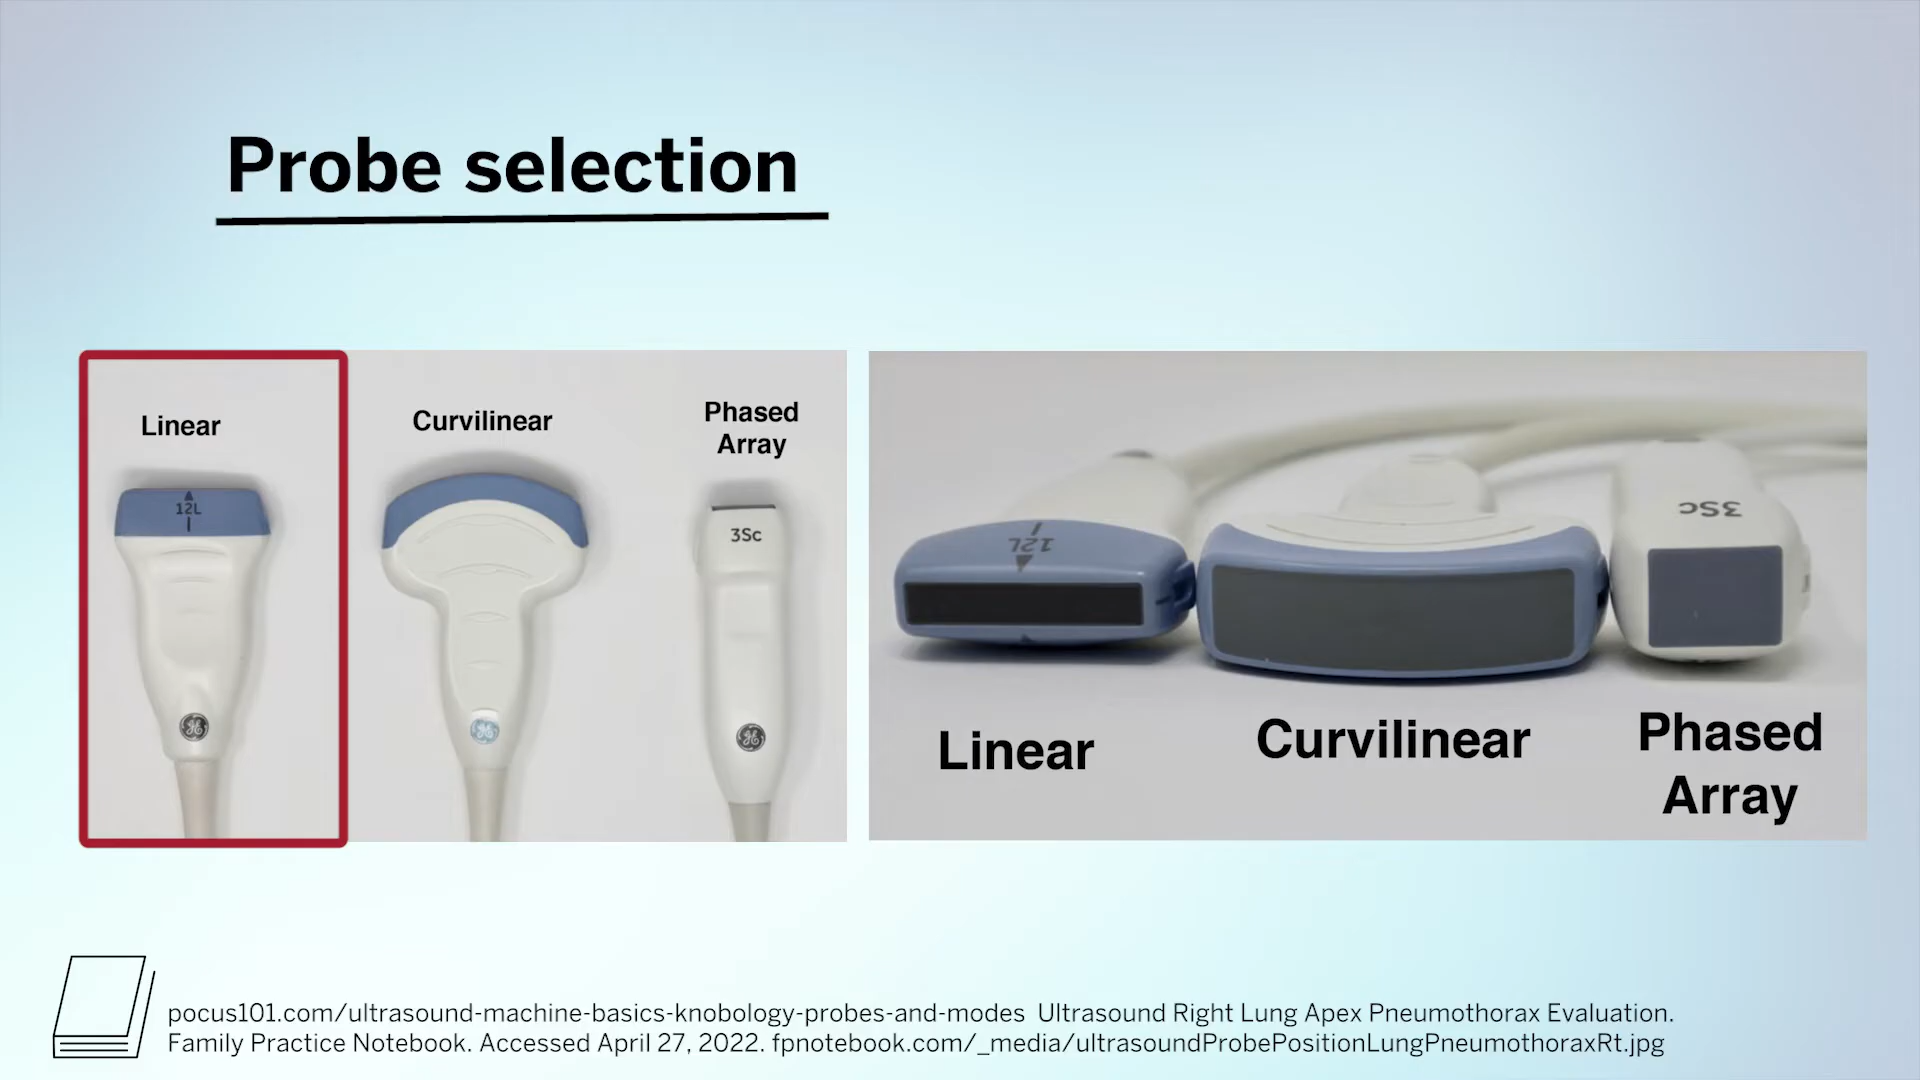 Probe selection
Linear
Curvilinear
Phased
Array
12L
3Sc
12L
3Sc
Linear
Curvilinear
Phased
Array
pocus101.com/ultrasound-machine-basics-knobology-probes-and-modes Ultrasound Right Lung Apex Pneumothorax Evaluation.
Family Practice Notebook. Accessed April 27, 2022. fpnotebook.com/_media/ultrasoundProbePositionLungPneumothoraxRt.jpg